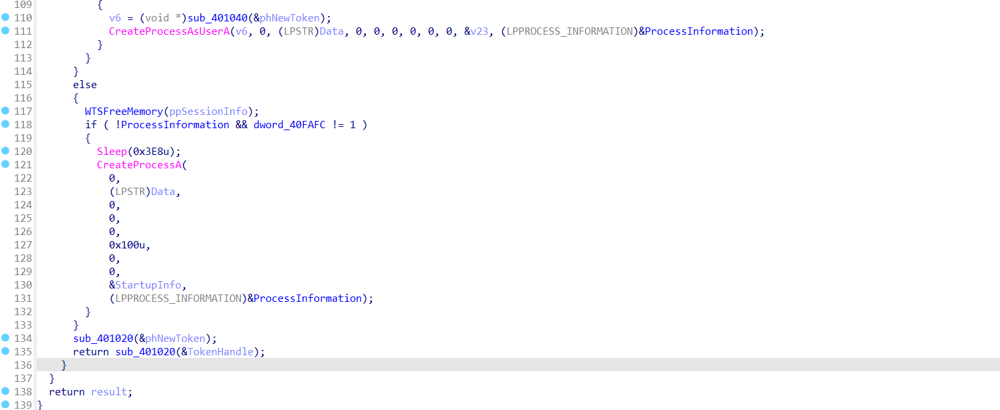 109 {
110 v6 = (void *)sub_401040(&phNewToken);
111 CreateProcessAsUserA(v6, 0, (LPSTR)Data, 0, 0, 0, 0, 0, 0, &v23, (LPPROCESS_INFORMATION)&ProcessInformation);
112 }
113 }
114 }
115 else
116 {
117 WTSFreeMemory(ppSessionInfo);
118 if ( !ProcessInformation && dword_40FAFC != 1 )
119 {
120 Sleep(0x3E8u);
121 CreateProcessA(
122 0,
123 (LPSTR)Data,
124 0,
125 0,
126 0,
127 0x100u,
128 0,
129 0,
130 &StartupInfo,
131 (LPPROCESS_INFORMATION)&ProcessInformation);
132 }
133 }
134 sub_401020(&phNewToken);
135 return sub_401020(&TokenHandle);
136 }
137 }
138 return result;
139 }